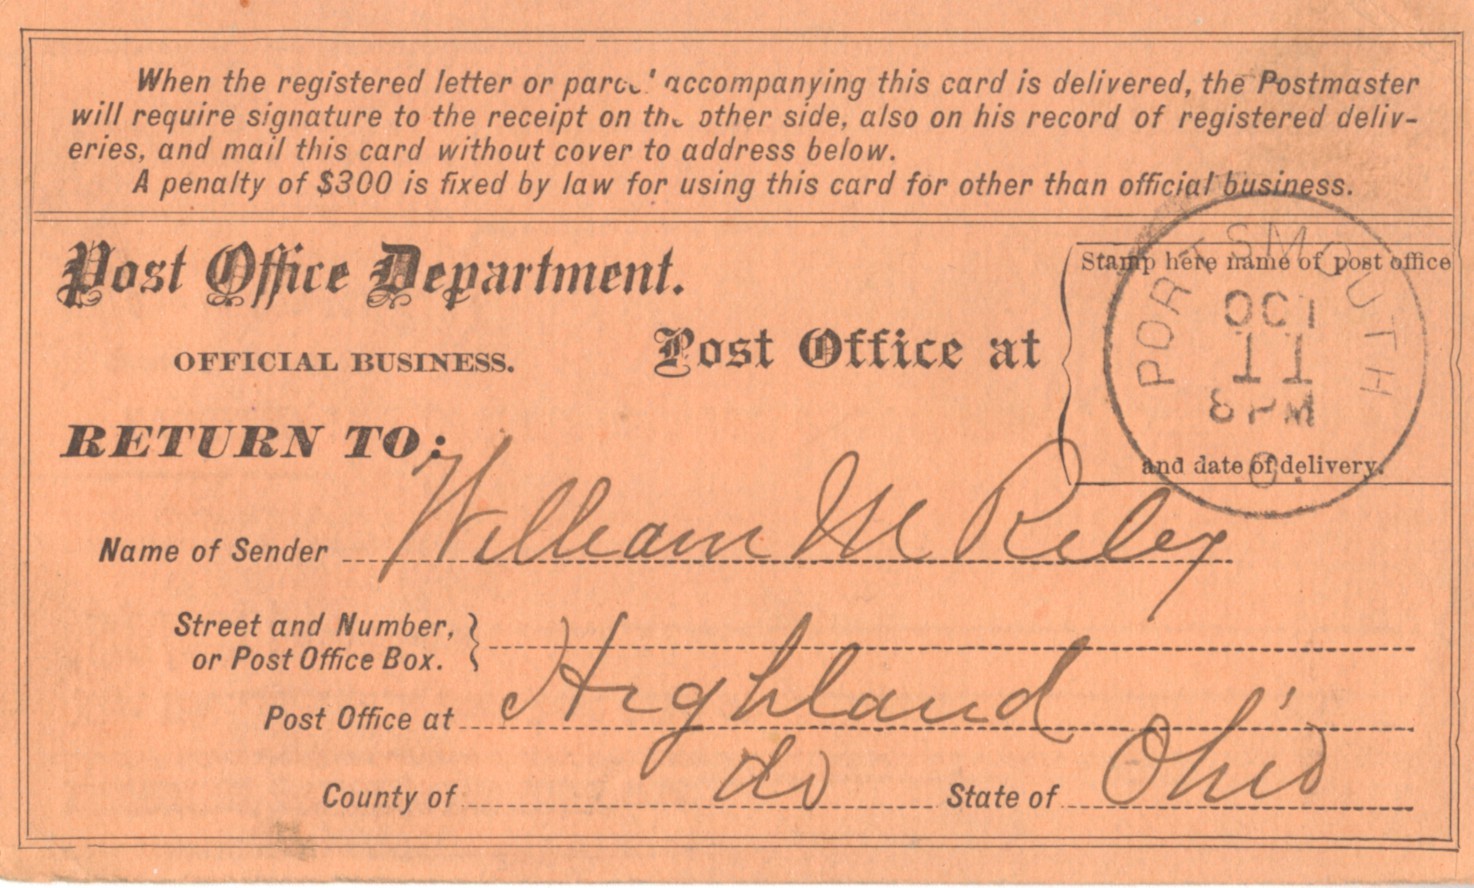 When the registered letter or parcel accompanying this card is delivered, the Postmaster
will require signature to the receipt on the other side, also on his record of registered deliv-
eries, and mail this card without cover to address below.
A penalty of $300 is fixed by law for using this card for other than official business.
Post Office Department.
OFFICIAL BUSINESS.
Post Office at
Stamp here name of post office
and date of delivery.
PORTSMOUTH
OCT
11
8 PM
O.
RETURN TO:
Name of Sender William M Riley
Street and Number,
or Post Office Box.
Post Office at Highland
County of do State of Ohio